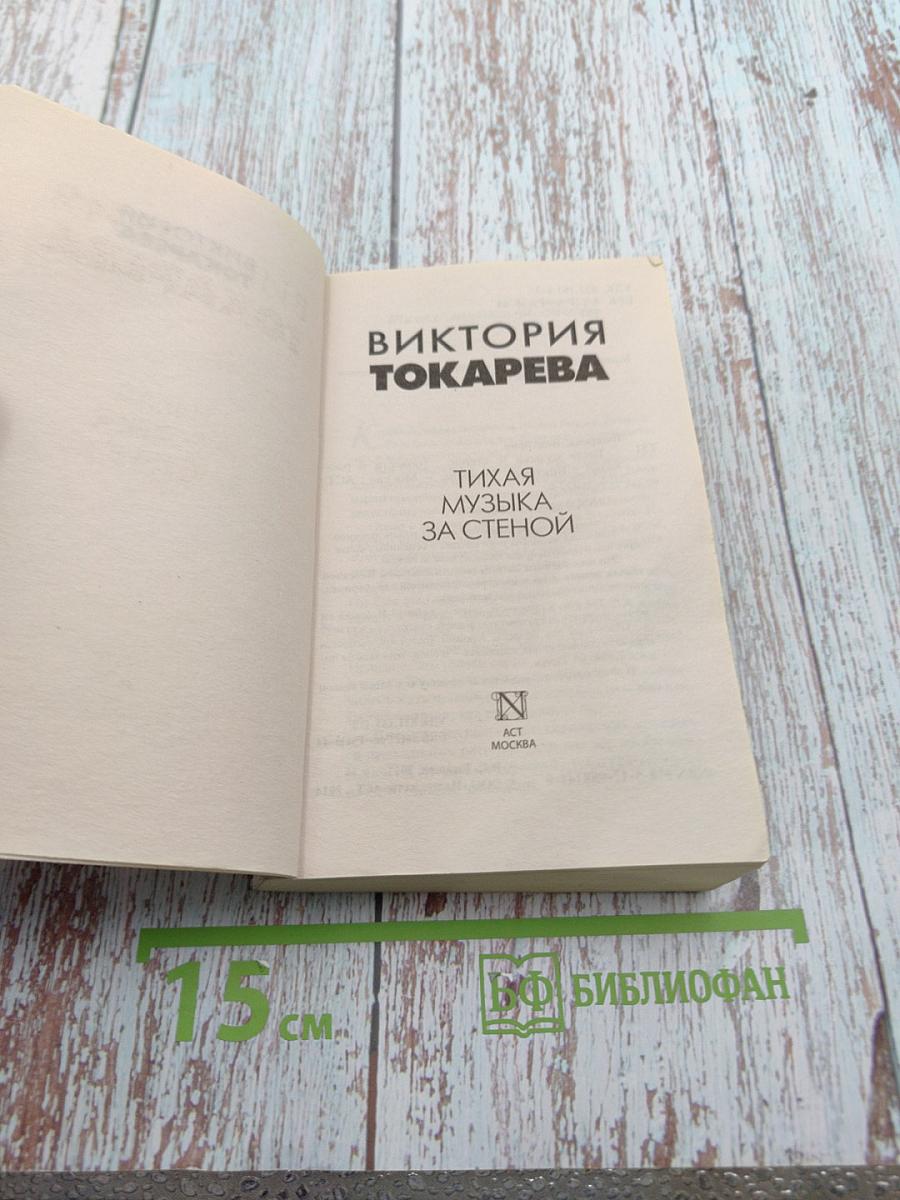 ВИКТОРИЯ
ТОКАРЕВА
ТИХАЯ
МУЗЫКА
ЗА СТЕНОЙ
АСТ
МОСКВА
15 см
БФ БИБЛИОФАН